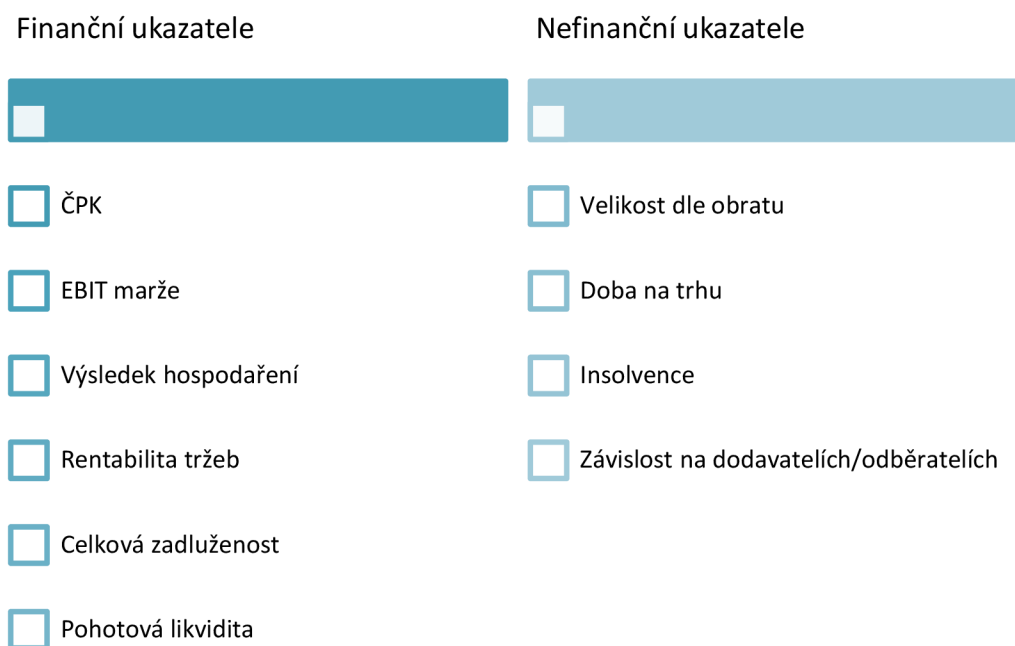 Finanční ukazatele
ČPK
EBIT marže
Výsledek hospodaření
Rentabilita tržeb
Celková zadluženost
Pohotová likvidita
Nefinanční ukazatele
Velikost dle obratu
Doba na trhu
Insolvence
Závislost na dodavatelích/odběratelích